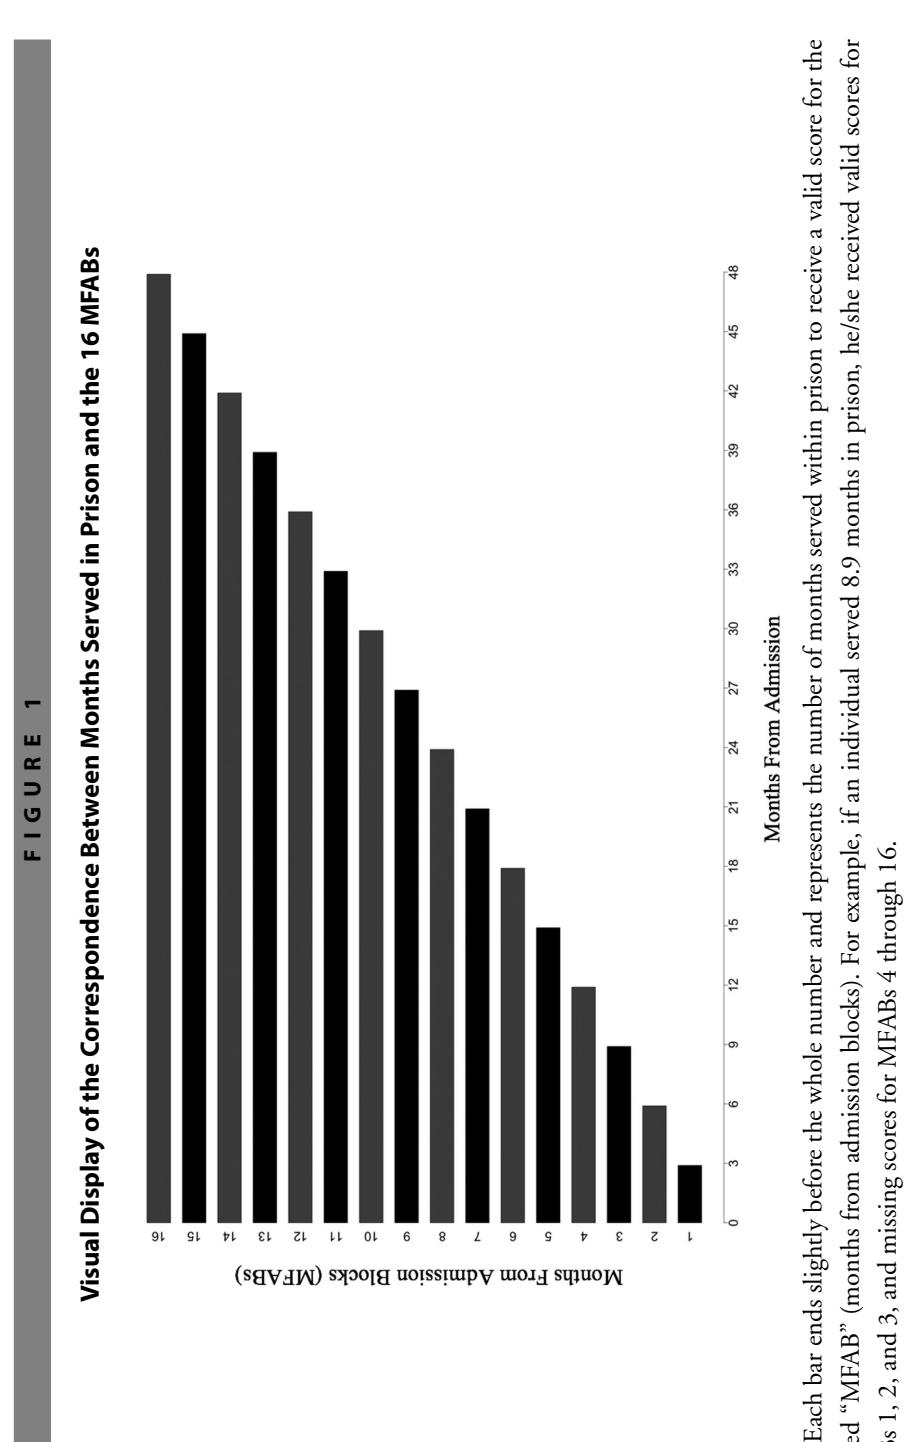 FIGURE 1
Visual Display of the Correspondence Between Months Served in Prison and the 16 MFABs
Months From Admission Blocks (MFABs)
16
15
14
13
12
11
10
9
8
7
6
5
4
3
2
1
0 3 6 9 12 15 18 21 24 27 30 33 36 39 42 45 48
Months From Admission
Each bar ends slightly before the whole number and represents the number of months served within prison to receive a valid score for the
“MFAB” (months from admission blocks). For example, if an individual served 8.9 months in prison, he/she received valid scores for
1, 2, and 3, and missing scores for MFABs 4 through 16.